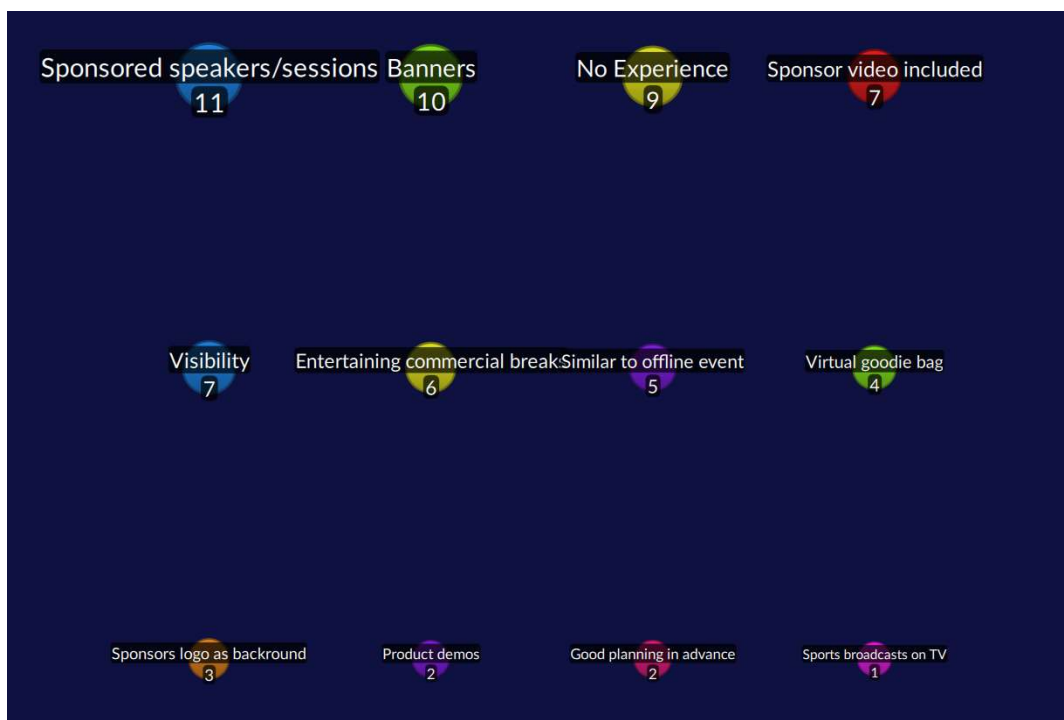 Sponsored speakers/sessions
11
Banners
10
No Experience
9
Sponsor video included
7
Visibility
7
Entertaining commercial breaks
6
Similar to offline event
5
Virtual goodie bag
4
Sponsors logo as backround
3
Product demos
2
Good planning in advance
2
Sports broadcasts on TV
1